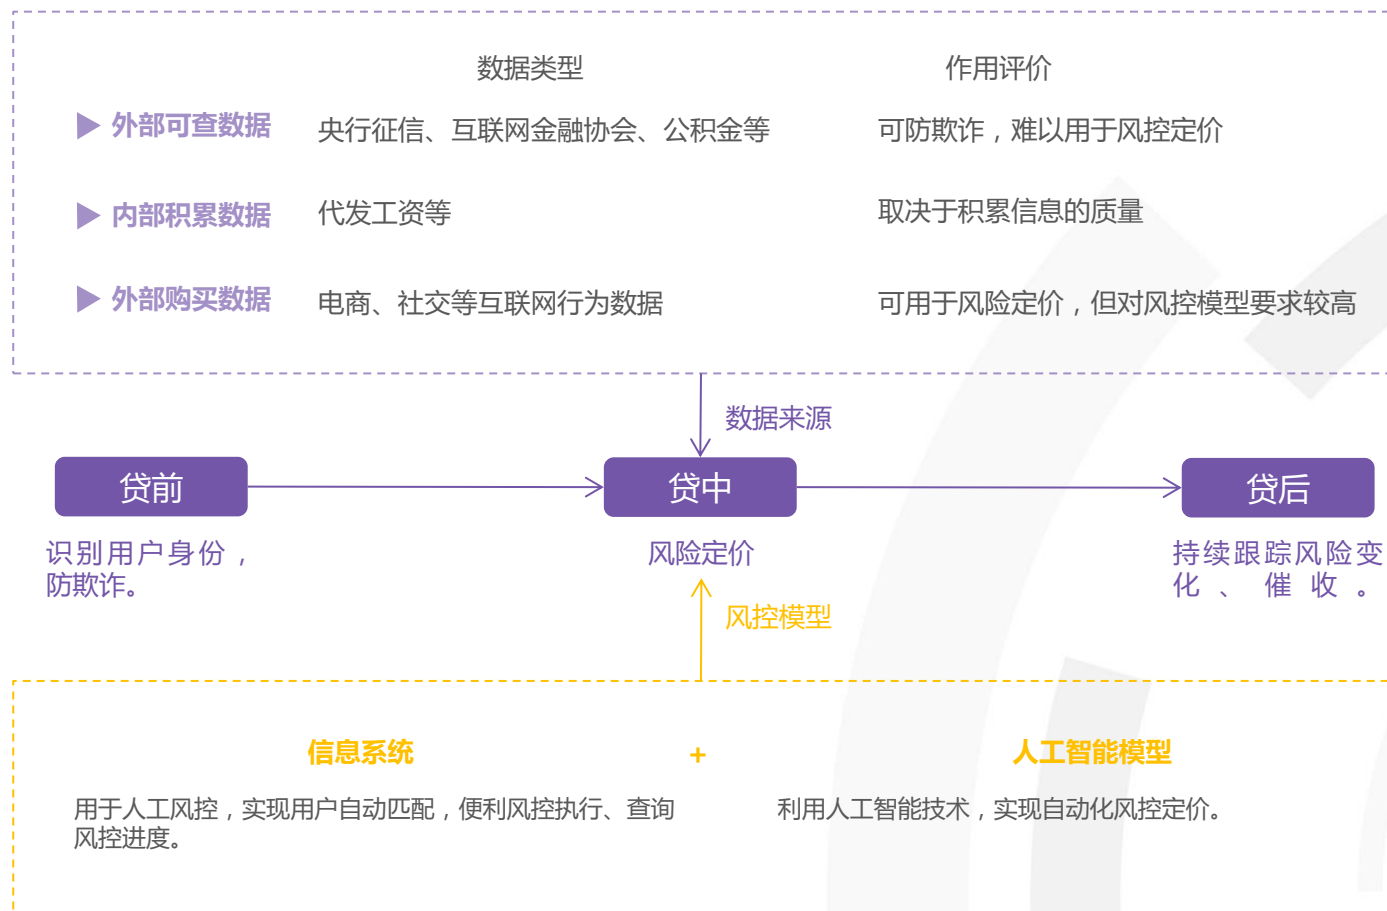 数据类型
作用评价
外部可查数据
央行征信、互联网金融协会、公积金等
可防欺诈，难以用于风控定价
内部积累数据
代发工资等
取决于积累信息的质量
外部购买数据
电商、社交等互联网行为数据
可用于风险定价，但对风控模型要求较高
数据来源
贷前
贷中
贷后
识别用户身份，
防欺诈。
风险定价
持续跟踪风险变
化、催收。
风控模型
信息系统
+
人工智能模型
用于人工风控，实现用户自动匹配，便利风控执行、查询
风控进度。
利用人工智能技术，实现自动化风控定价。